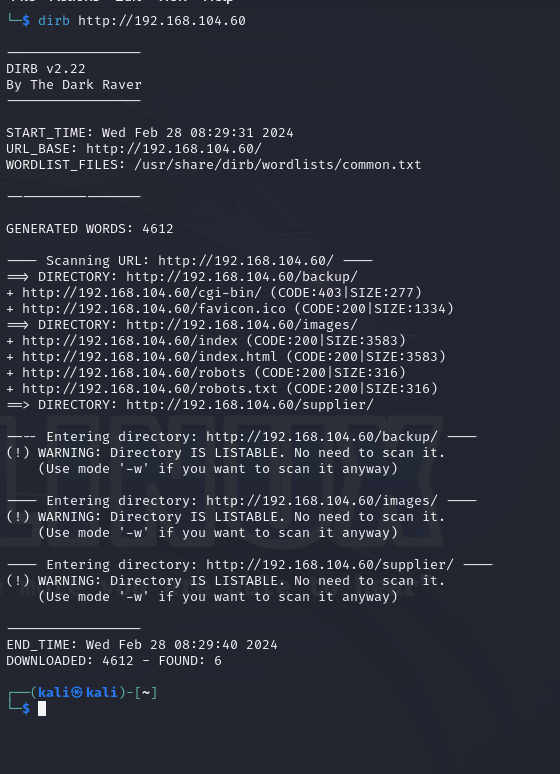 └─$ dirb http://192.168.104.60
-----------------
DIRB v2.22
By The Dark Raver
-----------------
START_TIME: Wed Feb 28 08:29:31 2024
URL_BASE: http://192.168.104.60/
WORDLIST_FILES: /usr/share/dirb/wordlists/common.txt
-----------------
GENERATED WORDS: 4612
---- Scanning URL: http://192.168.104.60/ ----
==> DIRECTORY: http://192.168.104.60/backup/
+ http://192.168.104.60/cgi-bin/ (CODE:403|SIZE:277)
+ http://192.168.104.60/favicon.ico (CODE:200|SIZE:1334)
==> DIRECTORY: http://192.168.104.60/images/
+ http://192.168.104.60/index (CODE:200|SIZE:3583)
+ http://192.168.104.60/index.html (CODE:200|SIZE:3583)
+ http://192.168.104.60/robots (CODE:200|SIZE:316)
+ http://192.168.104.60/robots.txt (CODE:200|SIZE:316)
==> DIRECTORY: http://192.168.104.60/supplier/
---- Entering directory: http://192.168.104.60/backup/ ----
(!) WARNING: Directory IS LISTABLE. No need to scan it.
(Use mode '-w' if you want to scan it anyway)
---- Entering directory: http://192.168.104.60/images/ ----
(!) WARNING: Directory IS LISTABLE. No need to scan it.
(Use mode '-w' if you want to scan it anyway)
---- Entering directory: http://192.168.104.60/supplier/ ----
(!) WARNING: Directory IS LISTABLE. No need to scan it.
(Use mode '-w' if you want to scan it anyway)
-----------------
END_TIME: Wed Feb 28 08:29:40 2024
DOWNLOADED: 4612 - FOUND: 6
┌──(kali㉿kali)-[~]
└─$